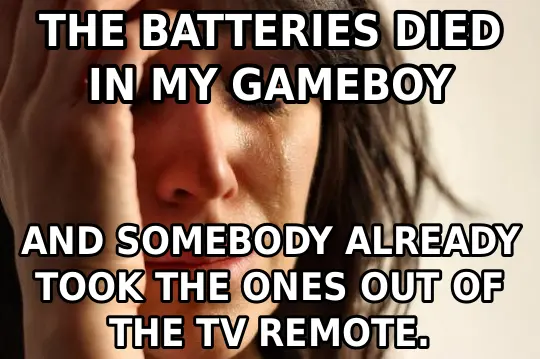 THE BATTERIES DIED
IN MY GAMEBOY
AND SOMEBODY ALREADY
TOOK THE ONES OUT OF
THE TV REMOTE.